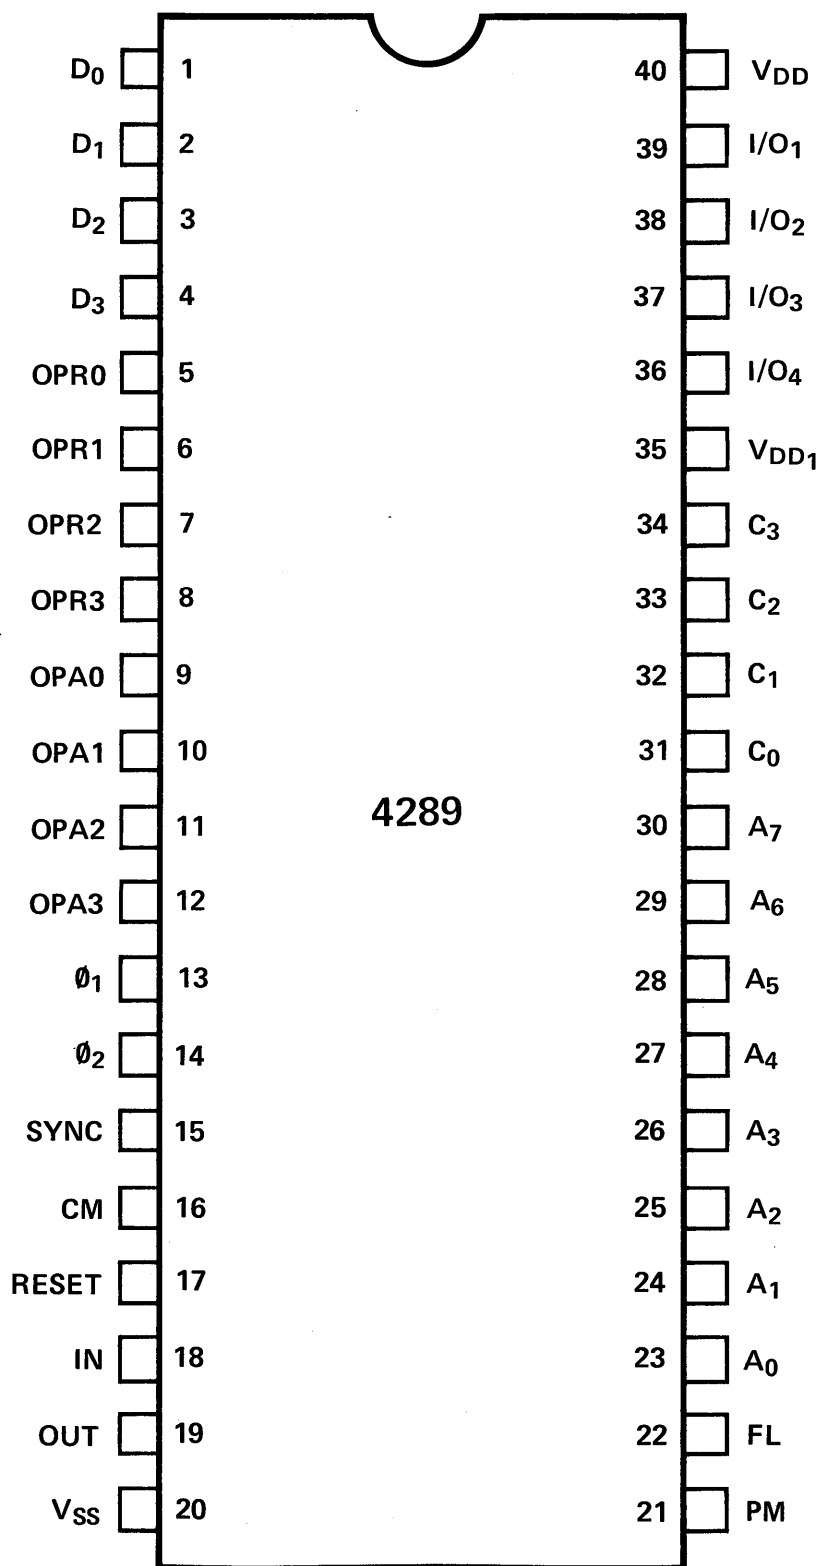 D0 1 40 VDD
D1 2 39 I/O1
D2 3 38 I/O2
D3 4 37 I/O3
OPR0 5 36 I/O4
OPR1 6 35 VDD1
OPR2 7 34 C3
OPR3 8 33 C2
OPA0 9 32 C1
OPA1 10 31 C0
4289
OPA2 11 30 A7
OPA3 12 29 A6
Ø1 13 28 A5
Ø2 14 27 A4
SYNC 15 26 A3
CM 16 25 A2
RESET 17 24 A1
IN 18 23 A0
OUT 19 22 FL
VSS 20 21 PM